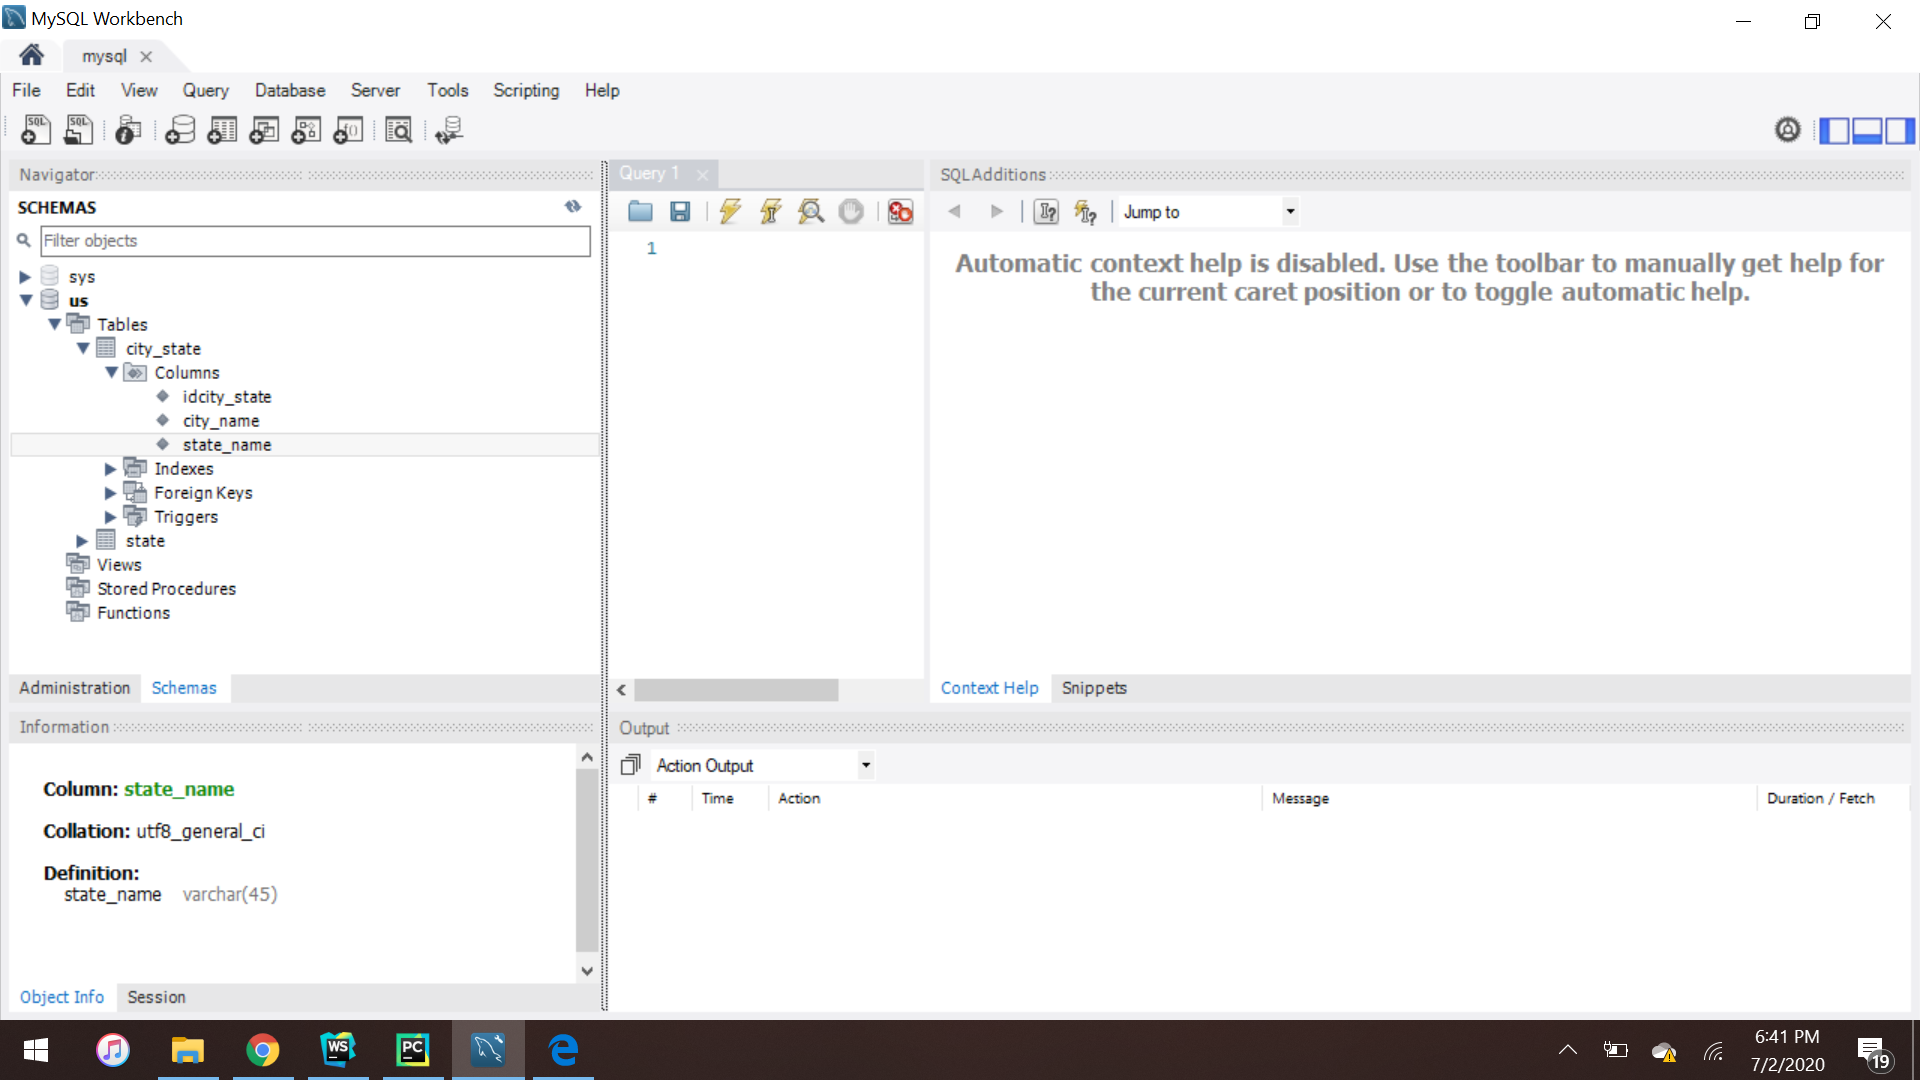 MySQL Workbench
mysql
File Edit View Query Database Server Tools Scripting Help
SQL SQL
Navigator
SCHEMAS
Filter objects
sys
us
Tables
city_state
Columns
idcity_state
city_name
state_name
Indexes
Foreign Keys
Triggers
state
Views
Stored Procedures
Functions
Administration Schemas
Information
Column: state_name
Collation: utf8_general_ci
Definition:
state_name varchar(45)
Object Info Session
Query 1
1
SQLAdditions
Jump to
Automatic context help is disabled. Use the toolbar to manually get help for
the current caret position or to toggle automatic help.
Context Help Snippets
Output
Action Output
# Time Action Message Duration / Fetch
WS PC
6:41 PM
7/2/2020
19